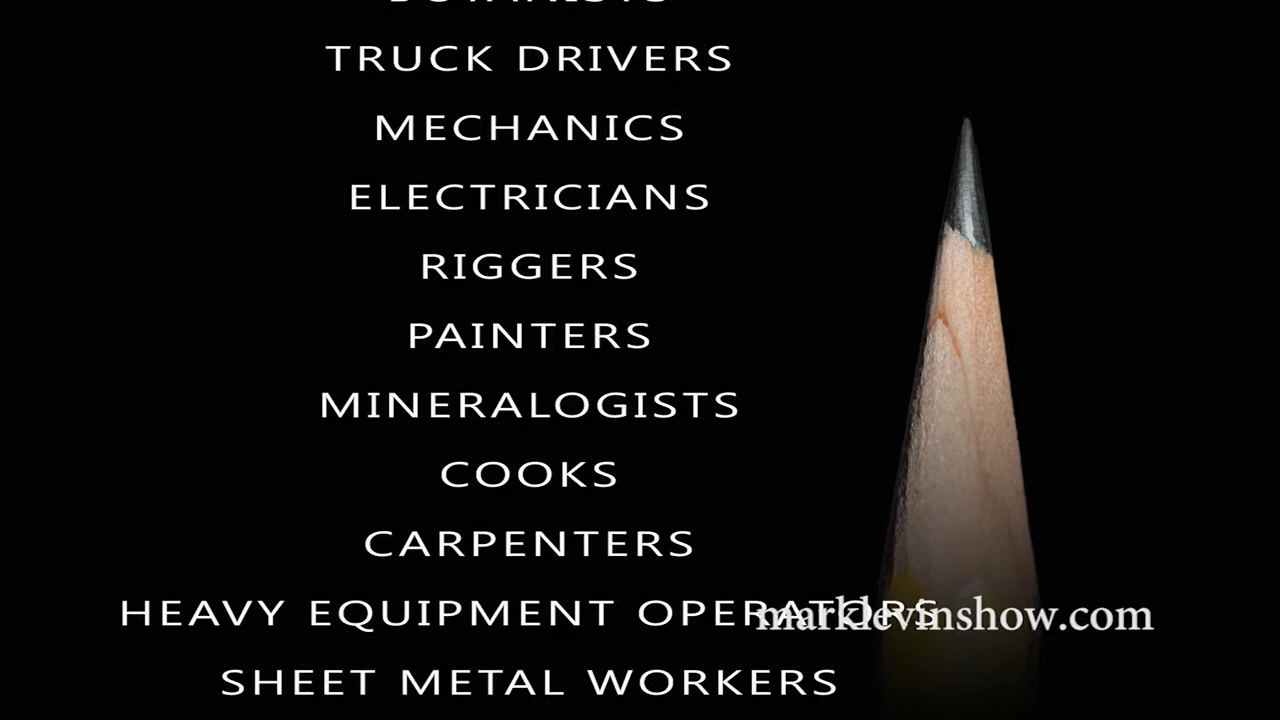 TRUCK DRIVERS
MECHANICS
ELECTRICIANS
RIGGERS
PAINTERS
MINERALOGISTS
COOKS
CARPENTERS
HEAVY EQUIPMENT OPERATORS
marklevinshow.com
SHEET METAL WORKERS